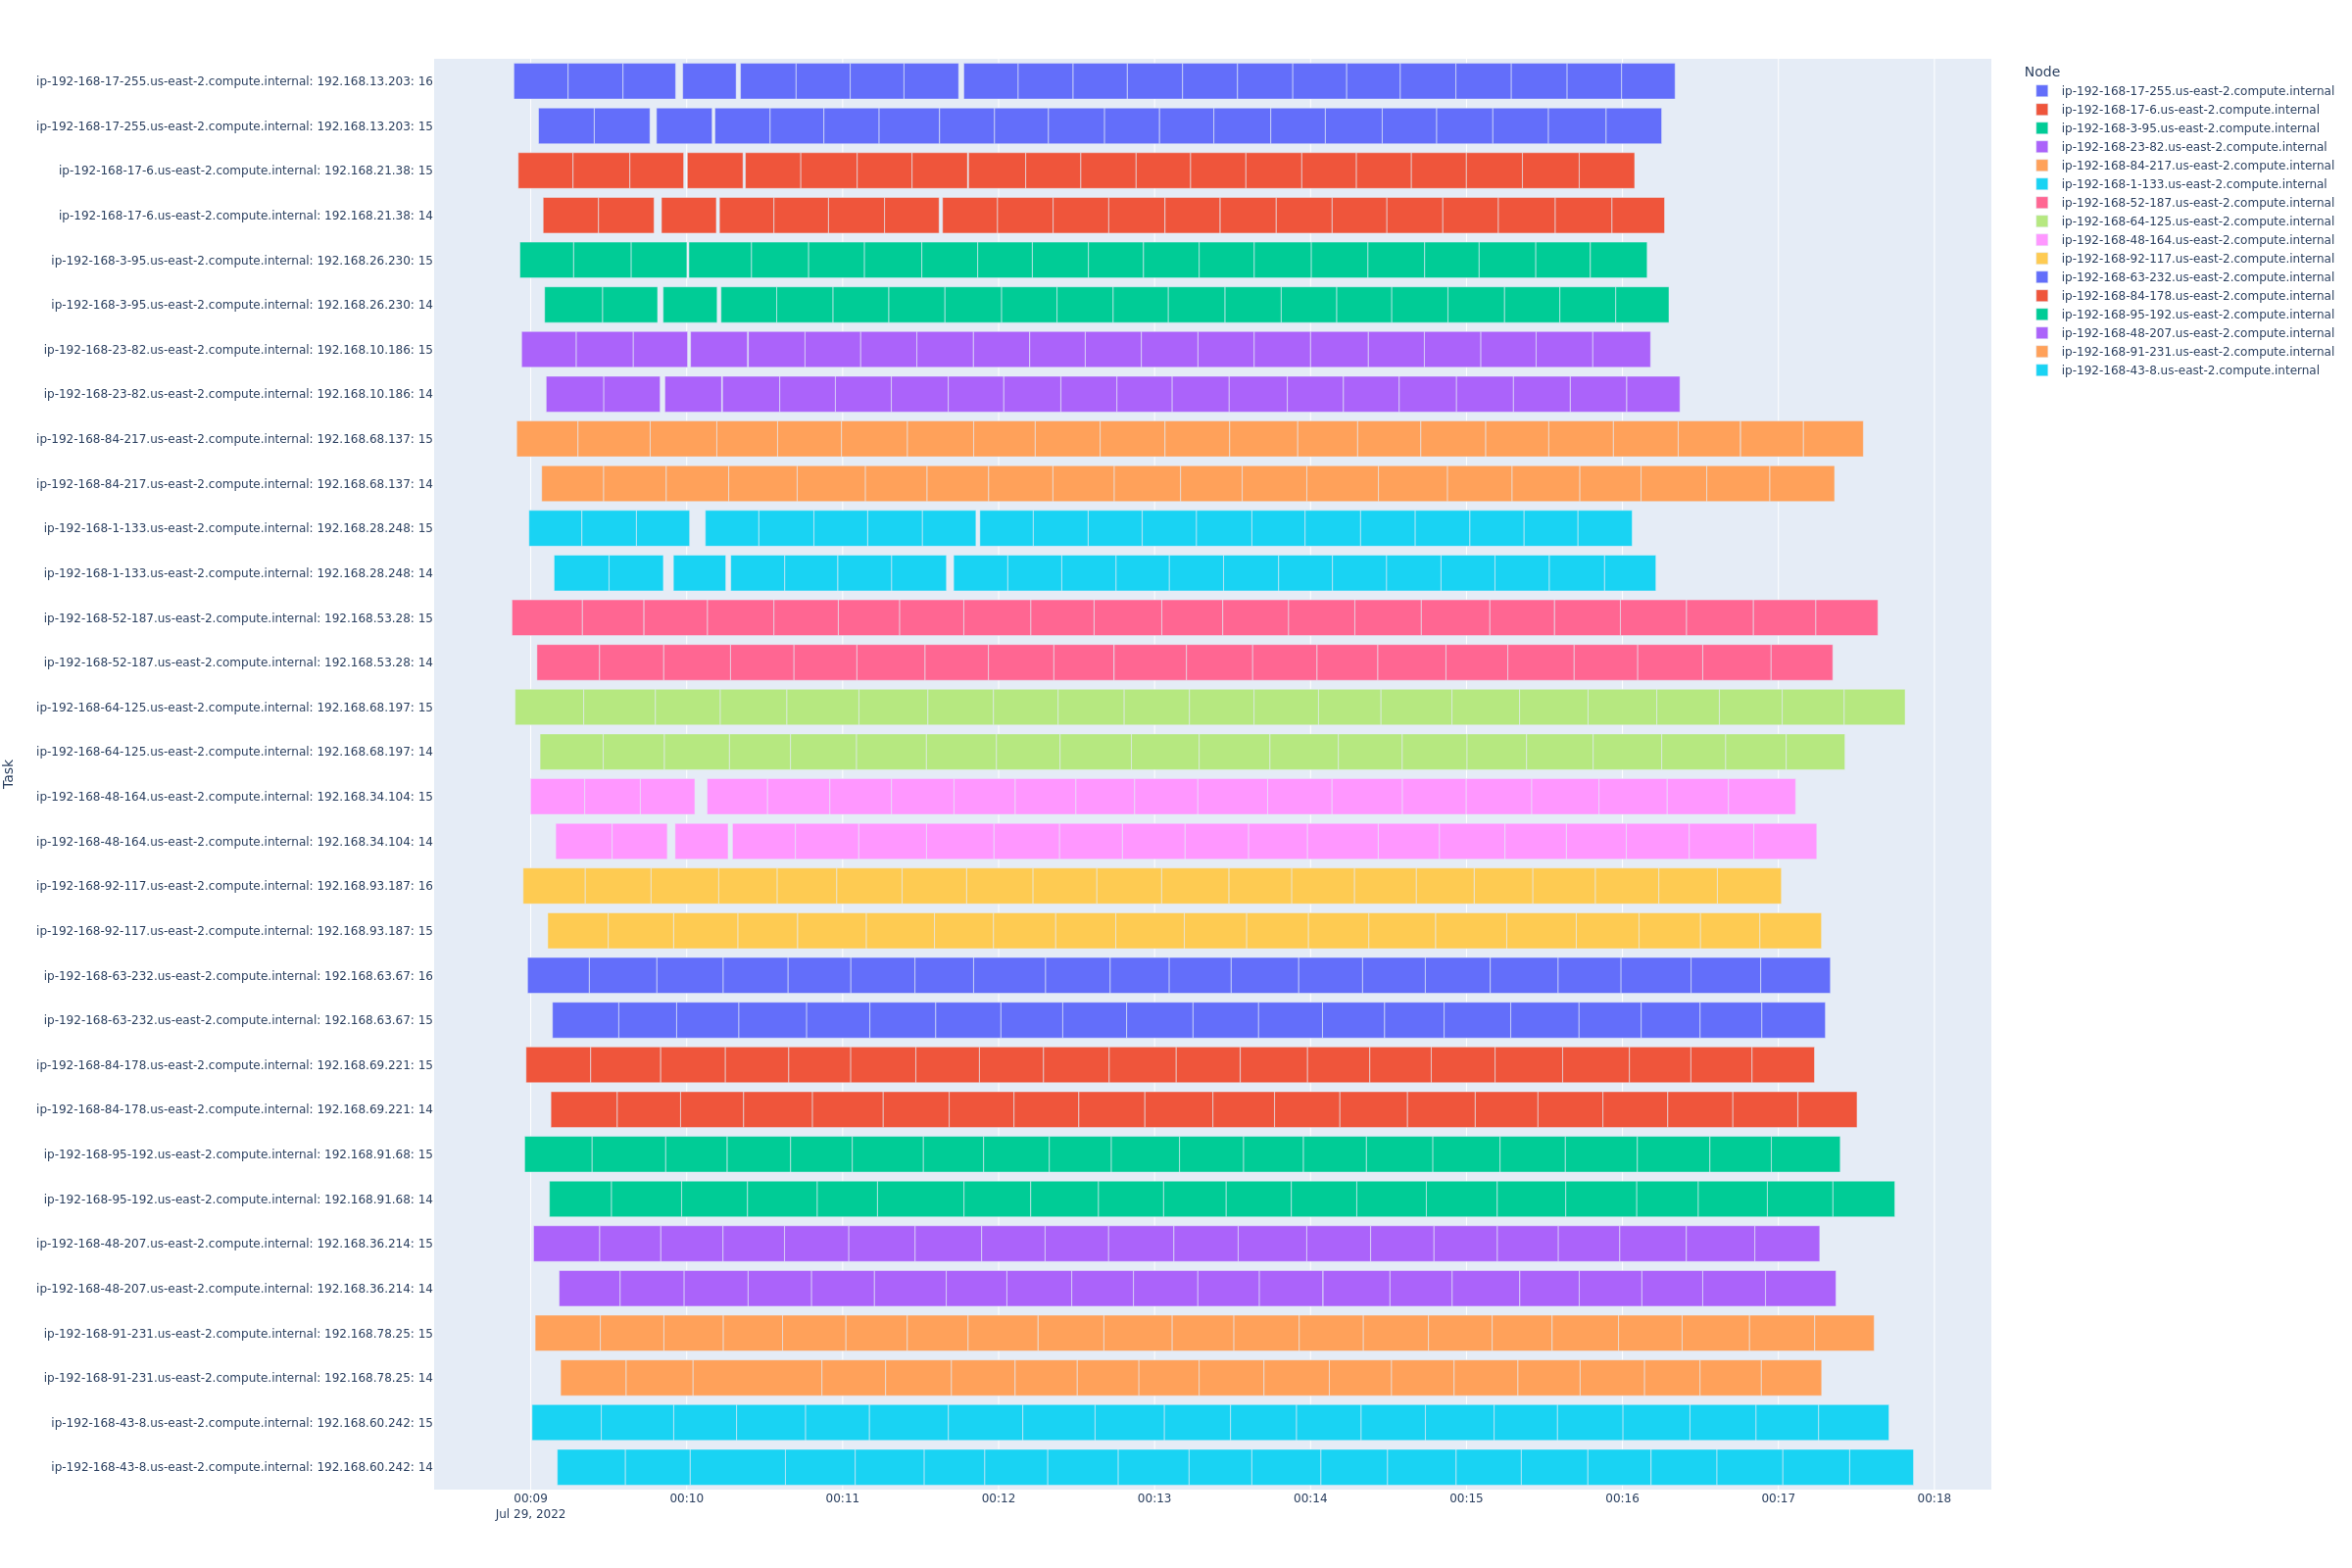 ip-192-168-17-255.us-east-2.compute.internal: 192.168.13.203: 16
ip-192-168-17-255.us-east-2.compute.internal: 192.168.13.203: 15
ip-192-168-17-6.us-east-2.compute.internal: 192.168.21.38: 15
ip-192-168-17-6.us-east-2.compute.internal: 192.168.21.38: 14
ip-192-168-3-95.us-east-2.compute.internal: 192.168.26.230: 15
ip-192-168-3-95.us-east-2.compute.internal: 192.168.26.230: 14
ip-192-168-23-82.us-east-2.compute.internal: 192.168.10.186: 15
ip-192-168-23-82.us-east-2.compute.internal: 192.168.10.186: 14
ip-192-168-84-217.us-east-2.compute.internal: 192.168.68.137: 15
ip-192-168-84-217.us-east-2.compute.internal: 192.168.68.137: 14
ip-192-168-1-133.us-east-2.compute.internal: 192.168.28.248: 15
ip-192-168-1-133.us-east-2.compute.internal: 192.168.28.248: 14
ip-192-168-52-187.us-east-2.compute.internal: 192.168.53.28: 15
ip-192-168-52-187.us-east-2.compute.internal: 192.168.53.28: 14
ip-192-168-64-125.us-east-2.compute.internal: 192.168.68.197: 15
ip-192-168-64-125.us-east-2.compute.internal: 192.168.68.197: 14
ip-192-168-48-164.us-east-2.compute.internal: 192.168.34.104: 15
ip-192-168-48-164.us-east-2.compute.internal: 192.168.34.104: 14
ip-192-168-92-117.us-east-2.compute.internal: 192.168.93.187: 16
ip-192-168-92-117.us-east-2.compute.internal: 192.168.93.187: 15
ip-192-168-63-232.us-east-2.compute.internal: 192.168.63.67: 16
ip-192-168-63-232.us-east-2.compute.internal: 192.168.63.67: 15
ip-192-168-84-178.us-east-2.compute.internal: 192.168.69.221: 15
ip-192-168-84-178.us-east-2.compute.internal: 192.168.69.221: 14
ip-192-168-95-192.us-east-2.compute.internal: 192.168.91.68: 15
ip-192-168-95-192.us-east-2.compute.internal: 192.168.91.68: 14
ip-192-168-48-207.us-east-2.compute.internal: 192.168.36.214: 15
ip-192-168-48-207.us-east-2.compute.internal: 192.168.36.214: 14
ip-192-168-91-231.us-east-2.compute.internal: 192.168.78.25: 15
ip-192-168-91-231.us-east-2.compute.internal: 192.168.78.25: 14
ip-192-168-43-8.us-east-2.compute.internal: 192.168.60.242: 15
ip-192-168-43-8.us-east-2.compute.internal: 192.168.60.242: 14
Task
00:09 00:10 00:11 00:12 00:13 00:14 00:15 00:16 00:17 00:18
Jul 29, 2022
Node
ip-192-168-17-255.us-east-2.compute.internal
ip-192-168-17-6.us-east-2.compute.internal
ip-192-168-3-95.us-east-2.compute.internal
ip-192-168-23-82.us-east-2.compute.internal
ip-192-168-84-217.us-east-2.compute.internal
ip-192-168-1-133.us-east-2.compute.internal
ip-192-168-52-187.us-east-2.compute.internal
ip-192-168-64-125.us-east-2.compute.internal
ip-192-168-48-164.us-east-2.compute.internal
ip-192-168-92-117.us-east-2.compute.internal
ip-192-168-63-232.us-east-2.compute.internal
ip-192-168-84-178.us-east-2.compute.internal
ip-192-168-95-192.us-east-2.compute.internal
ip-192-168-48-207.us-east-2.compute.internal
ip-192-168-91-231.us-east-2.compute.internal
ip-192-168-43-8.us-east-2.compute.internal